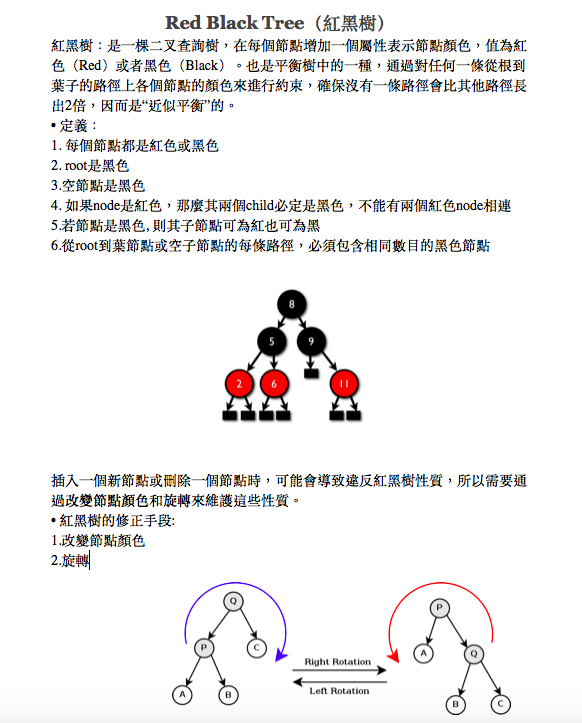 Red Black Tree（紅黑樹）
紅黑樹：是一棵二叉查詢樹，在每個節點增加一個屬性表示節點顏色，值為紅
色（Red）或者黑色（Black）。也是平衡樹中的一種，通過對任何一條從根到
葉子的路徑上各個節點的顏色來進行約束，確保沒有一條路徑會比其他路徑長
出2倍，因而是“近似平衡”的。
• 定義：
1. 每個節點都是紅色或黑色
2. root是黑色
3.空節點是黑色
4. 如果node是紅色，那麼其兩個child必定是黑色，不能有兩個紅色node相連
5.若節點是黑色,則其子節點可為紅也可為黑
6.從root到葉節點或空子節點的每條路徑，必須包含相同數目的黑色節點
8
5 9
2 6 11
插入一個新節點或刪除一個節點時，可能會導致違反紅黑樹性質，所以需要通
過改變節點顏色和旋轉來維護這些性質。
• 紅黑樹的修正手段:
1.改變節點顏色
2.旋轉
Q
P C
A B
Right Rotation
Left Rotation
P
A Q
B C